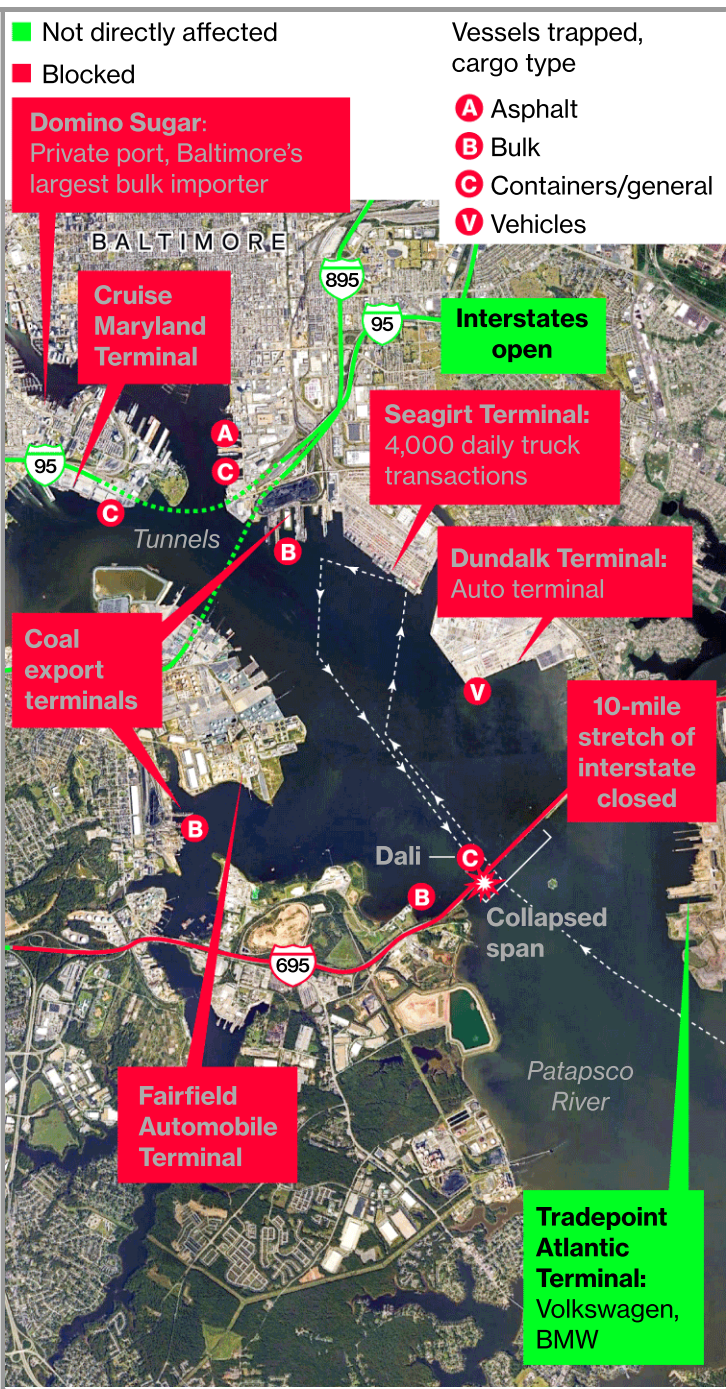 Not directly affected
Blocked
Vessels trapped,
cargo type
A Asphalt
B Bulk
C Containers/general
V Vehicles
Domino Sugar:
Private port, Baltimore's
largest bulk importer
BALTIMORE
895
Cruise
Maryland
Terminal
95
Interstates
open
Seagirt Terminal:
4,000 daily truck
transactions
A
C
95
C
Tunnels
B
Dundalk Terminal:
Auto terminal
Coal
export
terminals
V
10-mile
stretch of
interstate
closed
B
Dali
C
B
Collapsed
span
695
Patapsco
River
Fairfield
Automobile
Terminal
Tradepoint
Atlantic
Terminal:
Volkswagen,
BMW